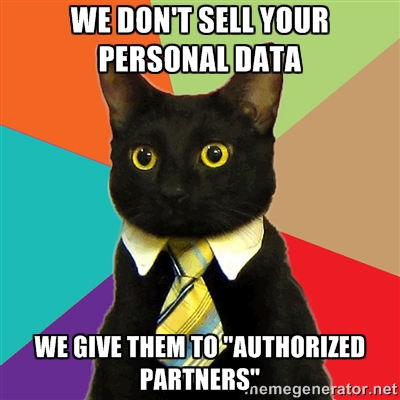 WE DON'T SELL YOUR
PERSONAL DATA
WE GIVE THEM TO "AUTHORIZED
PARTNERS"
memegenerator.net